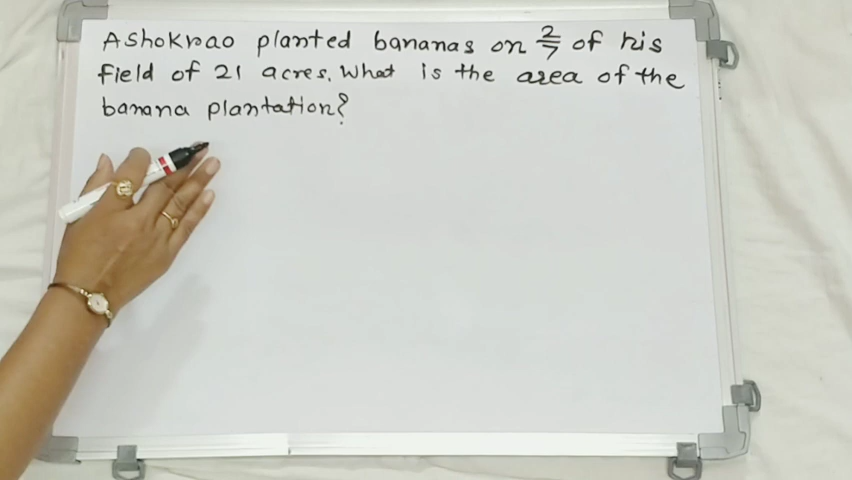 Ashokrao planted bananas on 2/7 of his
field of 21 acres. What is the area of the
banana plantation?